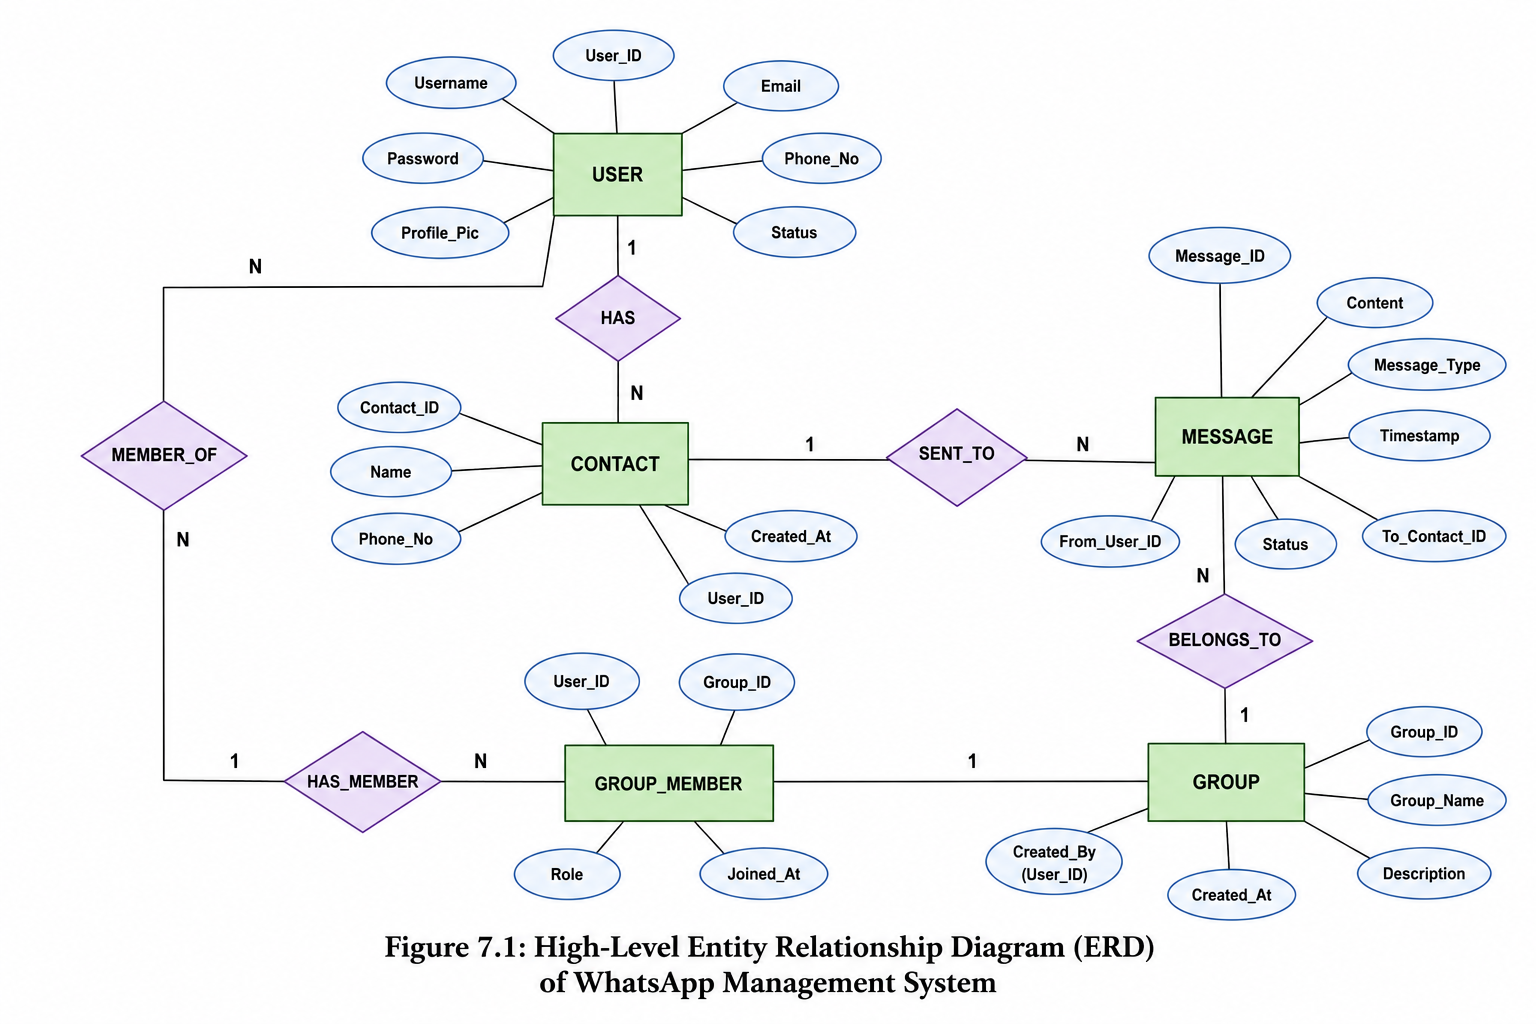 User_ID
Username
Email
Password
USER
Phone_No
Profile_Pic
Status
1
N
HAS
N
Message_ID
Content
Message_Type
Contact_ID
MEMBER_OF
Name
CONTACT
1
SENT_TO
N
MESSAGE
Timestamp
Phone_No
Created_At
User_ID
From_User_ID
Status
To_Contact_ID
N
N
BELONGS_TO
1
User_ID
Group_ID
1
HAS_MEMBER
N
GROUP_MEMBER
1
GROUP
Group_ID
Group_Name
Role
Joined_At
Created_By
(User_ID)
Created_At
Description
Figure 7.1: High-Level Entity Relationship Diagram (ERD)
of WhatsApp Management System